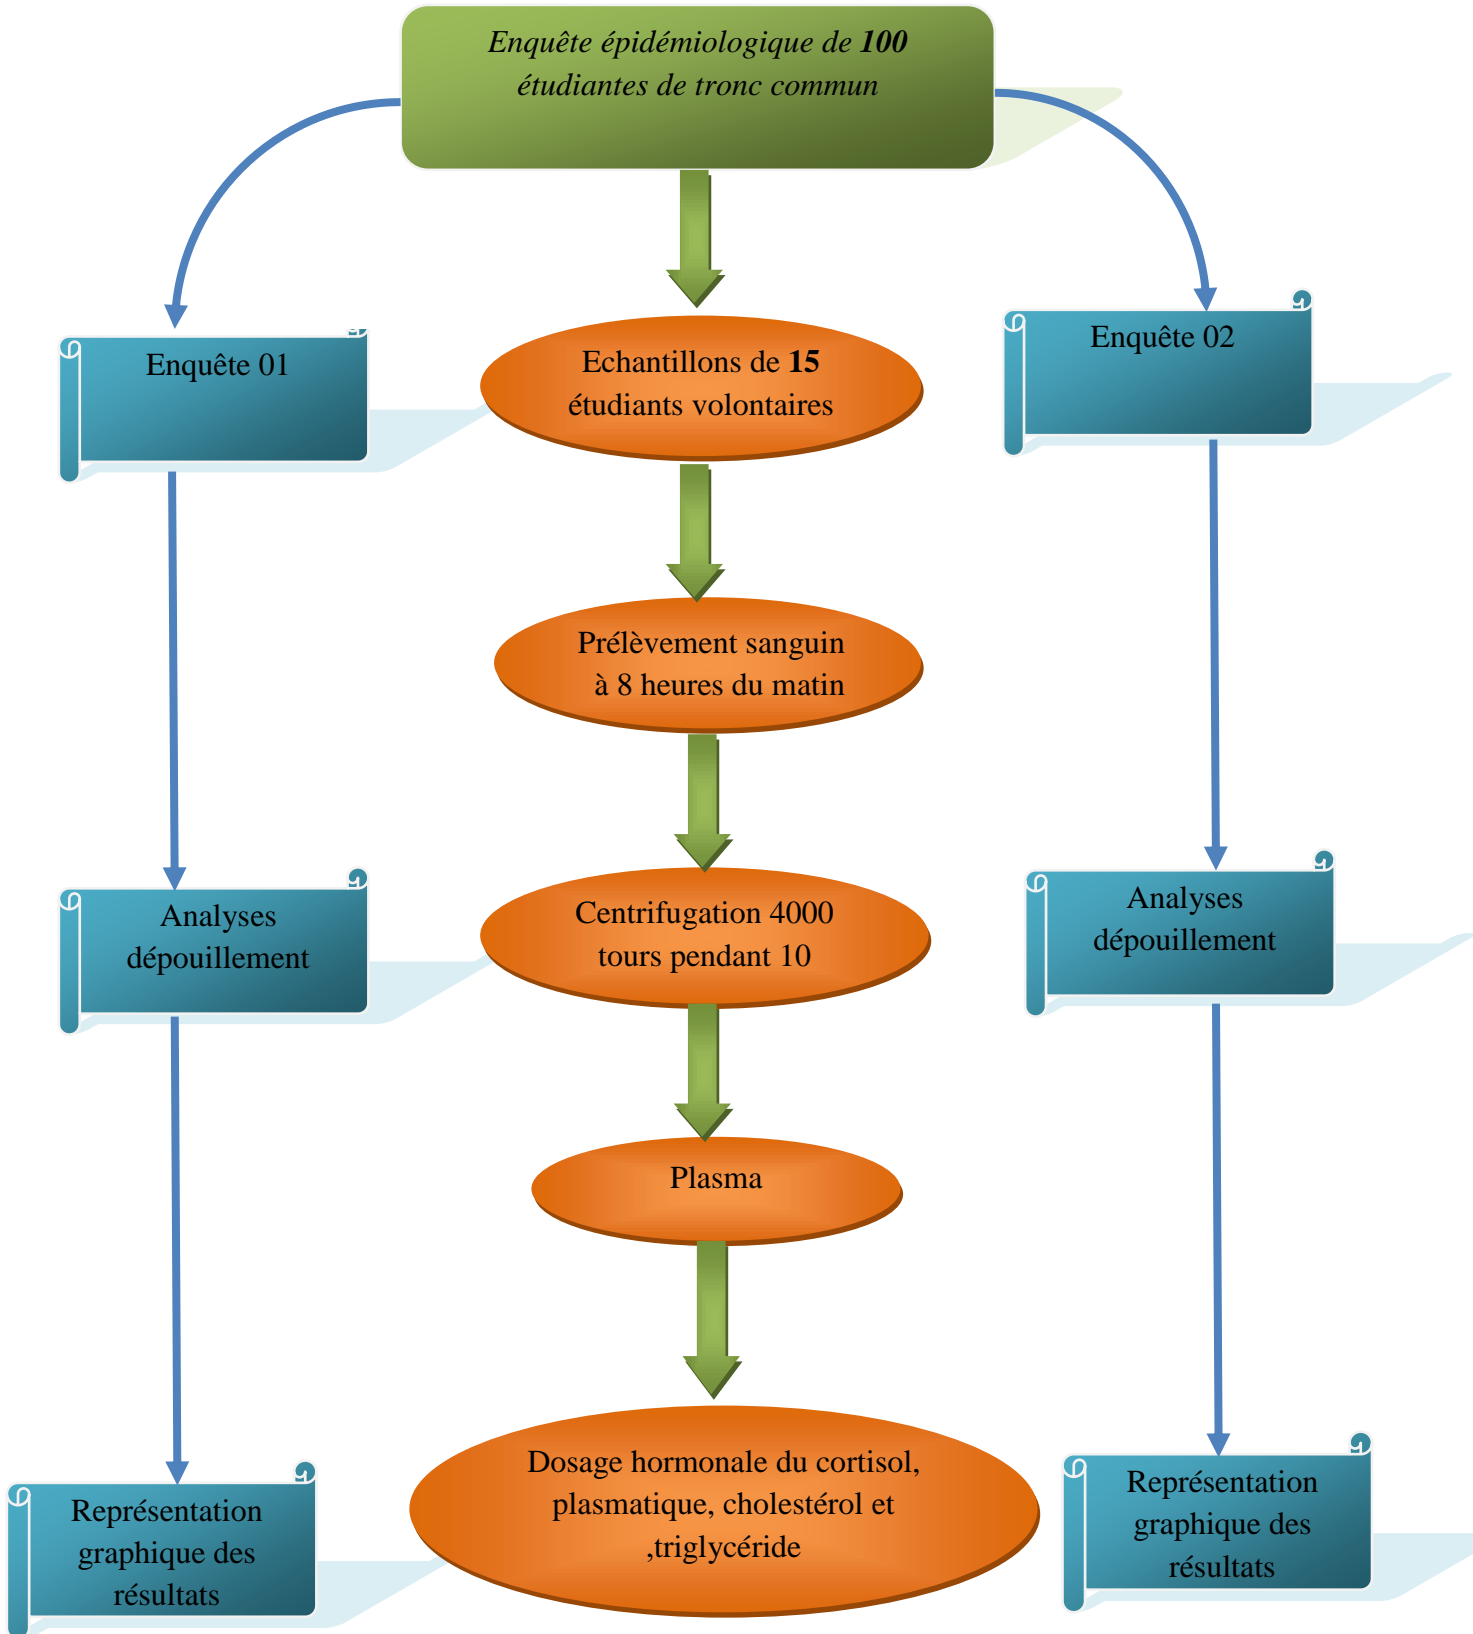 Enquête épidémiologique de 100
étudiantes de tronc commun
Enquête 01
Echantillons de 15
étudiants volontaires
Enquête 02
Prélèvement sanguin
à 8 heures du matin
Analyses
dépouillement
Centrifugation 4000
tours pendant 10
Analyses
dépouillement
Plasma
Représentation
graphique des
résultats
Dosage hormonale du cortisol,
plasmatique, cholestérol et
,triglycéride
Représentation
graphique des
résultats